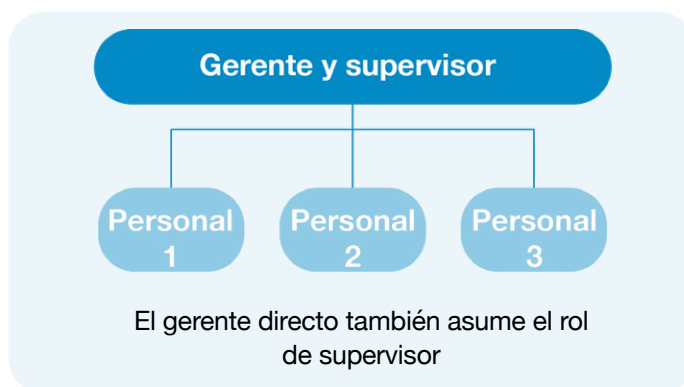 Gerente y supervisor
Personal
1
Personal
2
Personal
3
El gerente directo también asume el rol
de supervisor